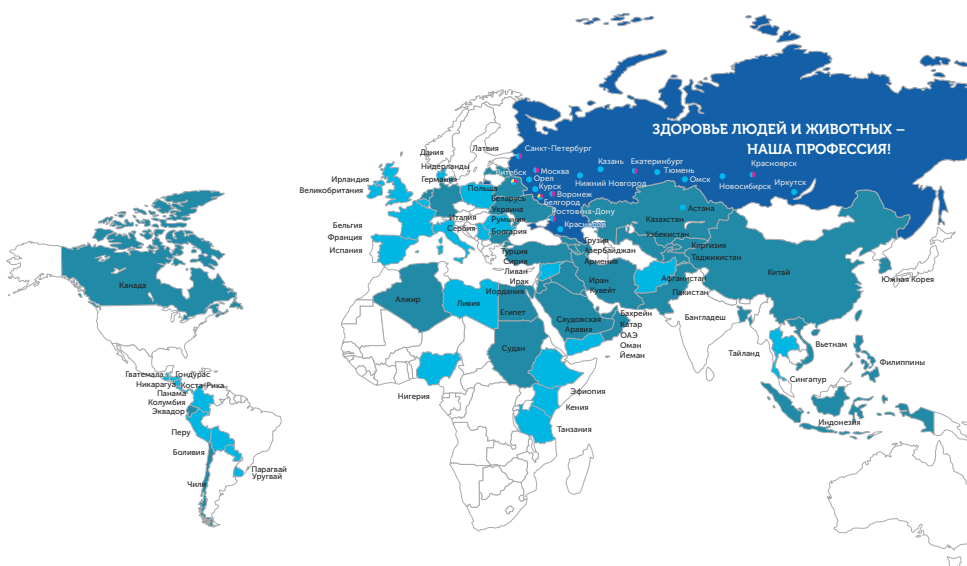 ЗДОРОВЬЕ ЛЮДЕЙ И ЖИВОТНЫХ –
НАША ПРОФЕССИЯ!
Санкт-Петербург
Латвия
Дания
Нидерланды
Германия
Ирландия
Великобритания
Витебск
Москва
Орел
Курск
Воронеж
Белгород
Ростов-на-Дону
Краснодар
Казань
Нижний Новгород
Екатеринбург
Тюмень
Омск
Новосибирск
Красноярск
Иркутск
Польша
Беларусь
Украина
Румыния
Болгария
Италия
Сербия
Бельгия
Франция
Испания
Астана
Казахстан
Узбекистан
Киргизия
Таджикистан
Грузия
Азербайджан
Армения
Турция
Сирия
Ливан
Ирак
Иордания
Египет
Иран
Кувейт
Афганистан
Пакистан
Китай
Южная Корея
Канада
Алжир
Ливия
Судан
Саудовская
Аравия
Бахрейн
Катар
ОАЭ
Оман
Йемен
Бангладеш
Тайланд
Вьетнам
Филиппины
Сингапур
Индонезия
Нигерия
Эфиопия
Кения
Танзания
Гватемала
Гондурас
Никарагуа
Коста-Рика
Панама
Колумбия
Эквадор
Перу
Боливия
Парагвай
Уругвай
Чили